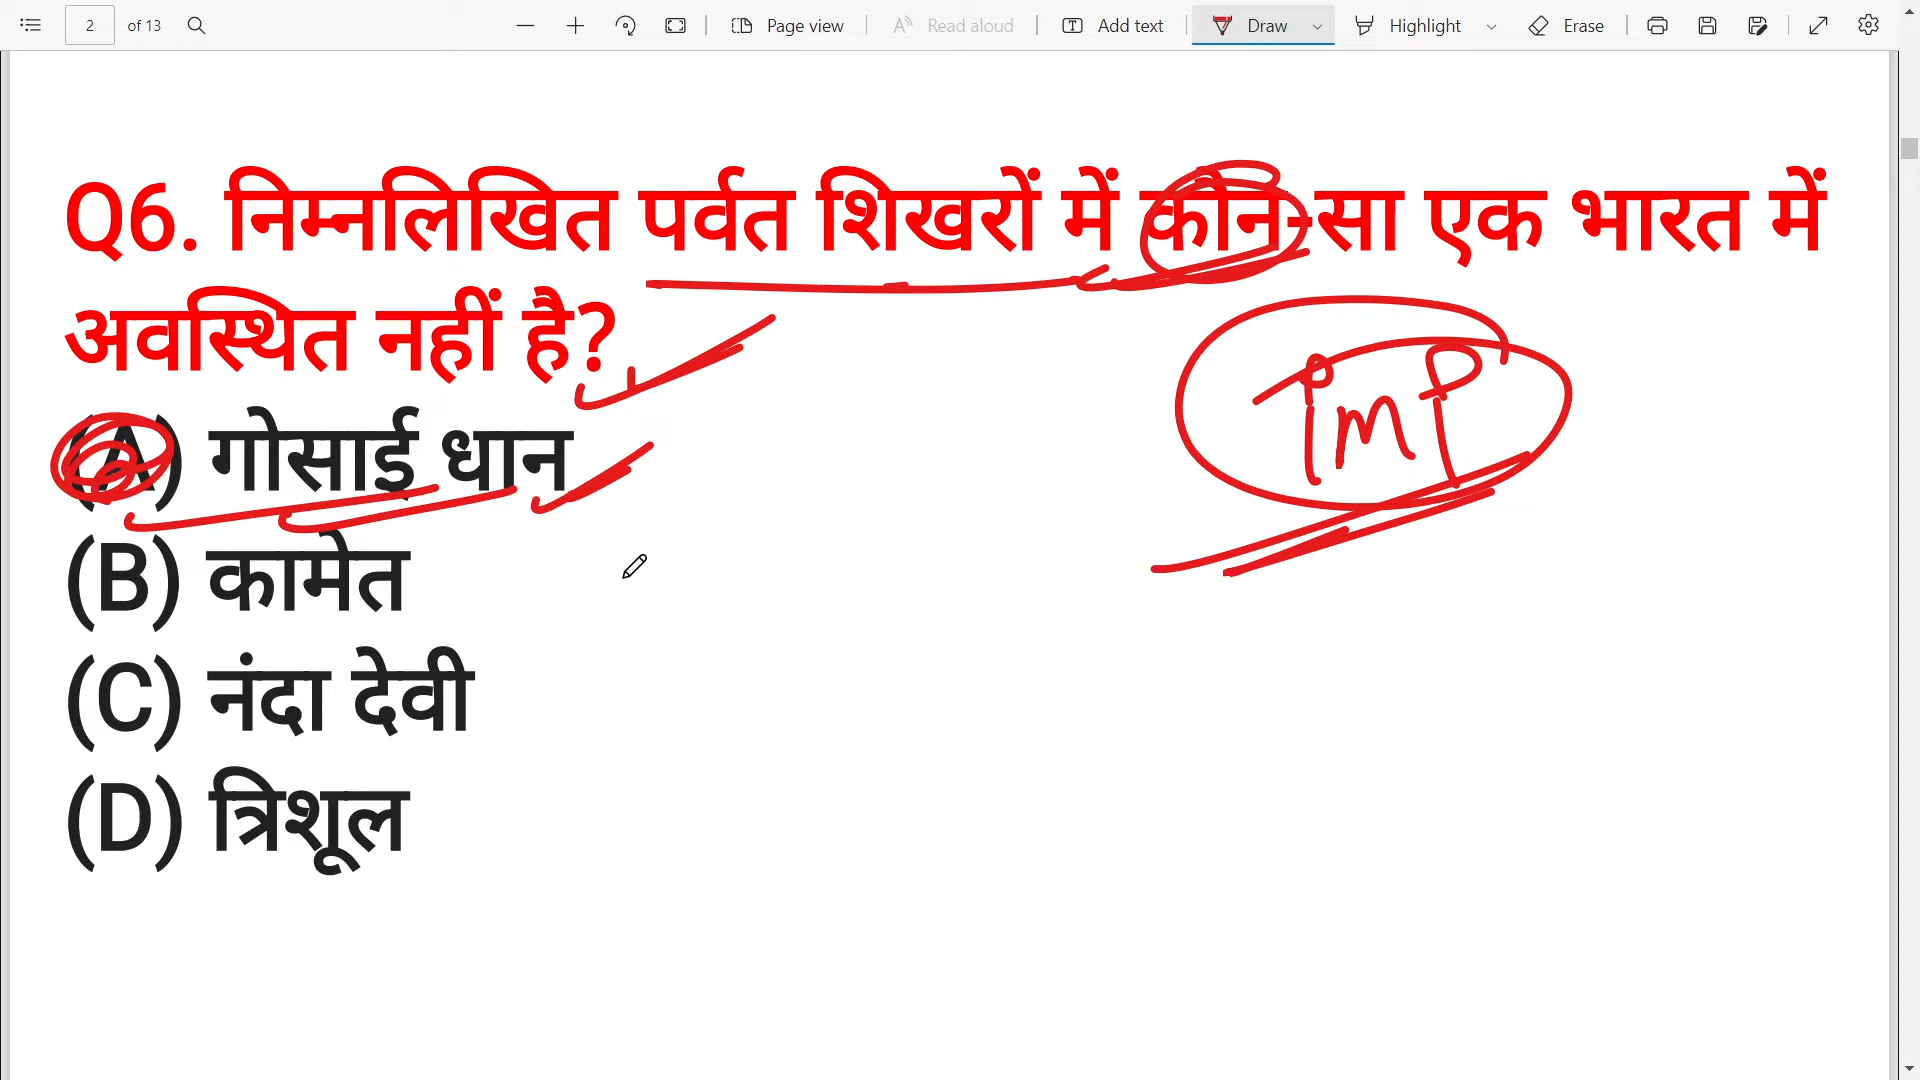 2 of 13 Page view Read aloud Add text Draw Highlight Erase
Q6. निम्नलिखित पर्वत शिखरों में कौन-सा एक भारत में
अवस्थित नहीं है?
(A) गोसाई धान
Imp
(B) कामेत
(C) नंदा देवी
(D) त्रिशूल